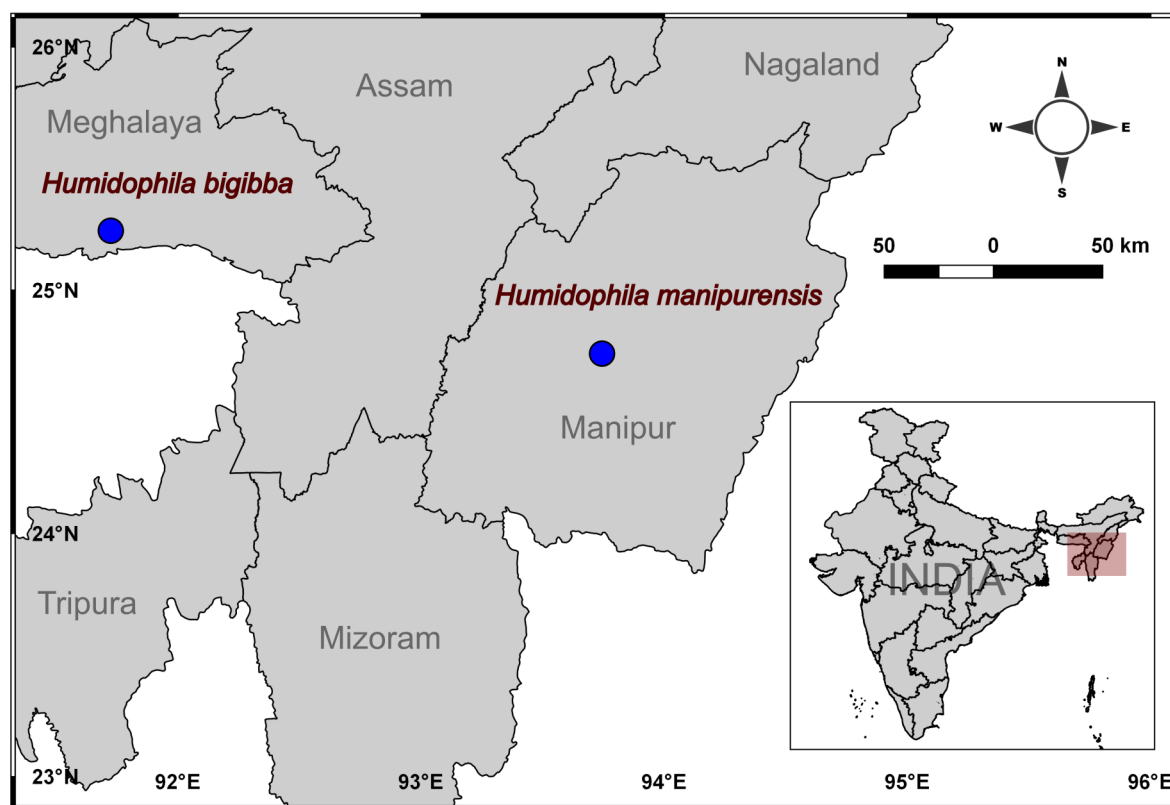 26°N
Assam
Nagaland
Meghalaya
N
W
E
S
Humidophila bigibba
50 0 50 km
25°N
Humidophila manipurensis
Manipur
24°N
INDIA
Tripura
Mizoram
23°N
92°E 93°E 94°E 95°E 96°E